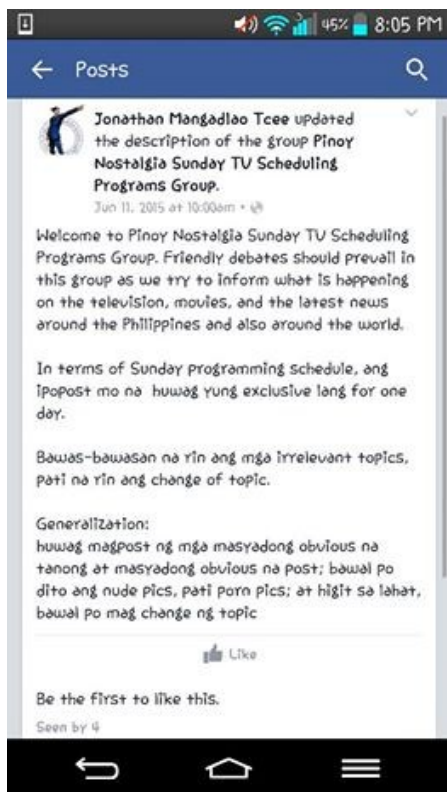 45% 8:05 PM
Posts
Jonathan Mangadlao Tcee updated
the description of the group Pinoy
Nostalgia Sunday TV Scheduling
Programs Group.
Jun 11, 2015 at 10:00am •
Welcome to Pinoy Nostalgia Sunday TV Scheduling
Programs Group. Friendly debates should prevail in
this group as we try to inform what is happening
on the television, movies, and the latest news
around the Philippines and also around the world.
In terms of Sunday programming schedule, ang
ipopost mo na huwag yung exclusive lang for one
day.
Bawas-bawasan na rin ang mga irrelevant topics,
pati na rin ang change of topic.
Generalization:
huwag magpost ng mga masyadong obvious na
tanong at masyadong obvious na post; bawal po
dito ang nude pics, pati porn pics; at higit sa lahat,
bawal po mag change ng topic
Like
Be the first to like this.
Seen by 4